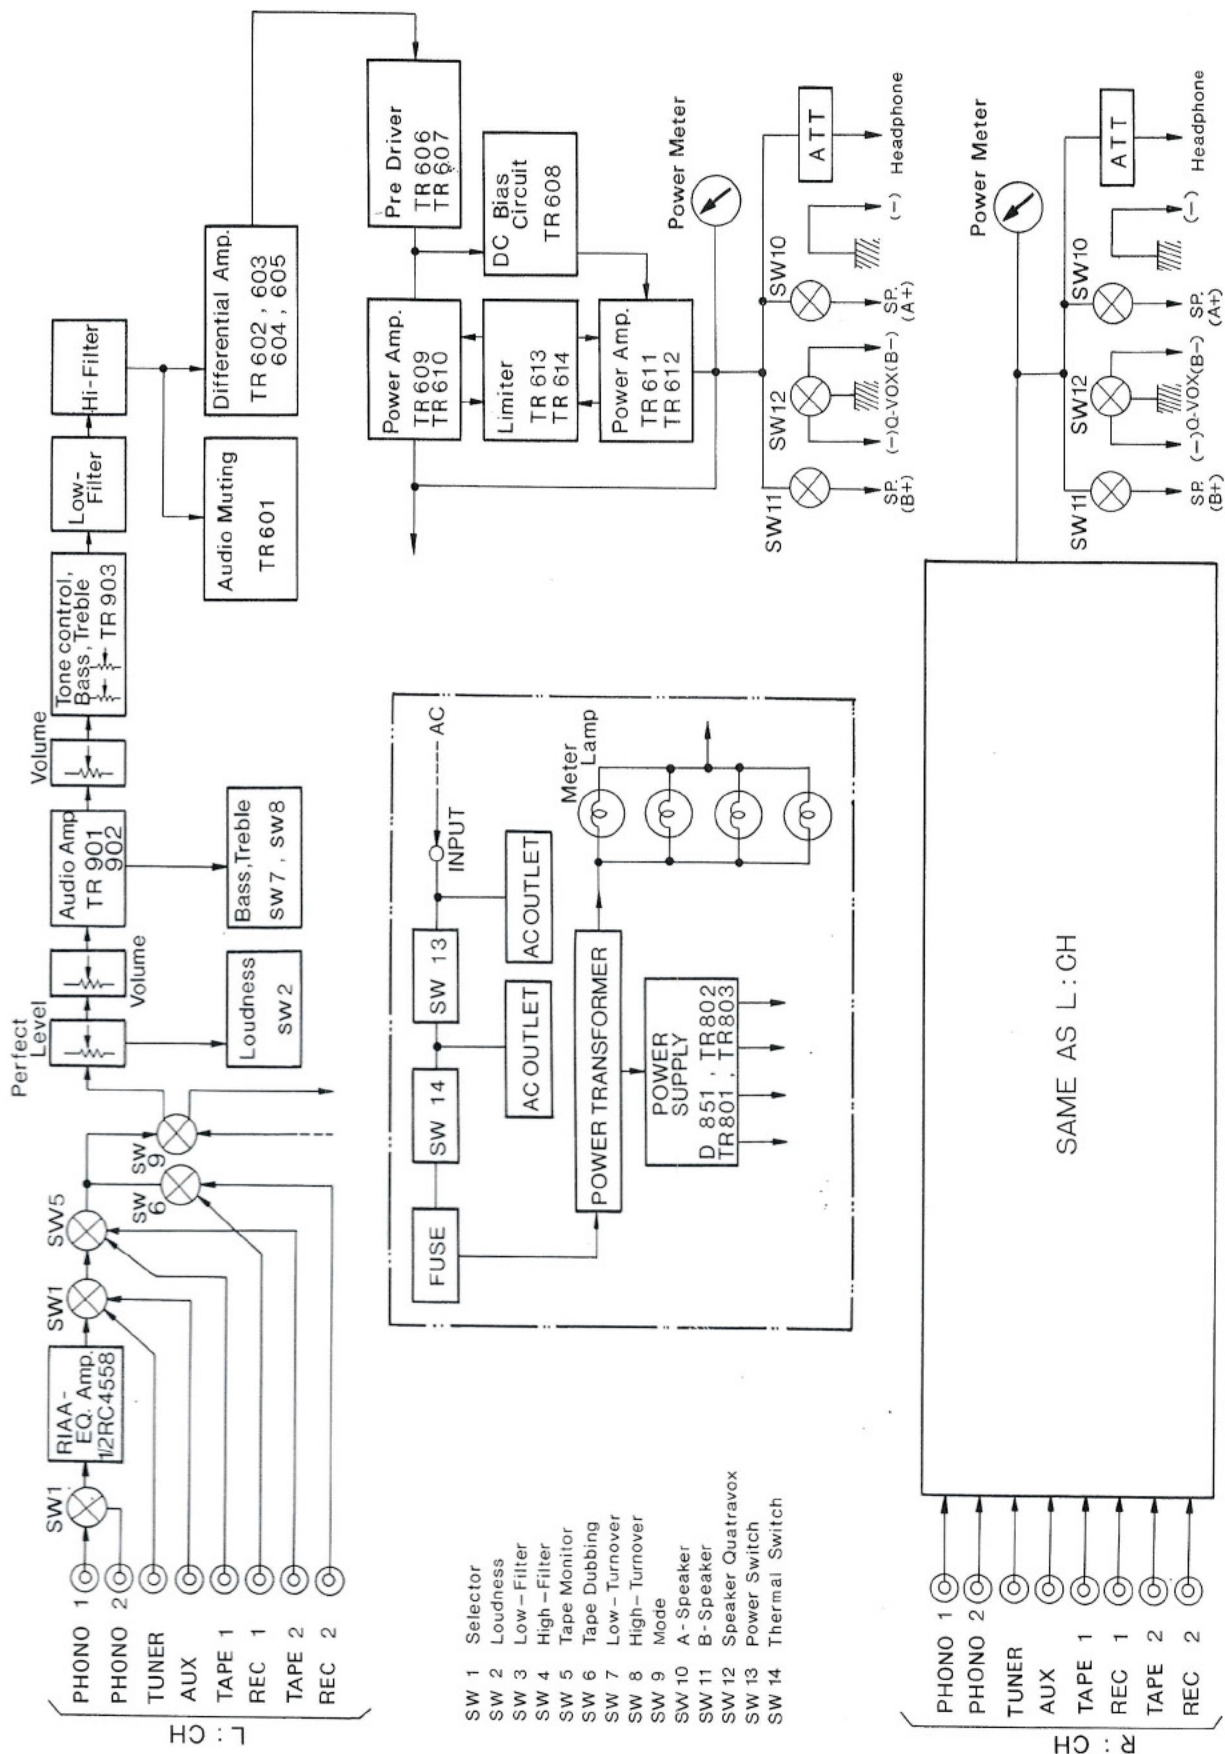 L : CH
PHONO 1
PHONO 2
TUNER
AUX
TAPE 1
REC 1
TAPE 2
REC 2
SW1
RIAA-
EQ. Amp.
1/2RC4558
SW1
SW5
SW
6
SW
9
Perfect
Level
Loudness
SW2
Volume
Audio Amp
TR 901
902
Bass,Treble
SW7 , SW8
Volume
Tone control,
Bass, Treble
TR 903
Low-
Filter
Hi-Filter
Audio Muting
TR601
Differential Amp.
TR 602 , 603
604 , 605
Pre Driver
TR 606
TR 607
DC Bias
Circuit
TR 608
Power Amp.
TR 609
TR 610
Limiter
TR 613
TR 614
Power Amp.
TR 611
TR 612
Power Meter
SW11
SW12
SW10
ATT
SP.
(B+)
(-)Q-VOX(B-)
SP.
(A+)
(-)
Headphone
FUSE
SW 14
SW 13
INPUT
AC
AC OUTLET
AC OUTLET
POWER TRANSFORMER
Meter
Lamp
POWER
SUPPLY
D 851 , TR802
TR801 , TR803
SW 1 Selector
SW 2 Loudness
SW 3 Low-Filter
SW 4 High-Filter
SW 5 Tape Monitor
SW 6 Tape Dubbing
SW 7 Low-Turnover
SW 8 High-Turnover
SW 9 Mode
SW 10 A-Speaker
SW 11 B-Speaker
SW 12 Speaker Quatravox
SW 13 Power Switch
SW 14 Thermal Switch
R : CH
PHONO 1
PHONO 2
TUNER
AUX
TAPE 1
REC 1
TAPE 2
REC 2
SAME AS L : CH
Power Meter
SW11
SW12
SW10
ATT
SP.
(B+)
(-)Q-VOX(B-)
SP.
(A+)
(-)
Headphone